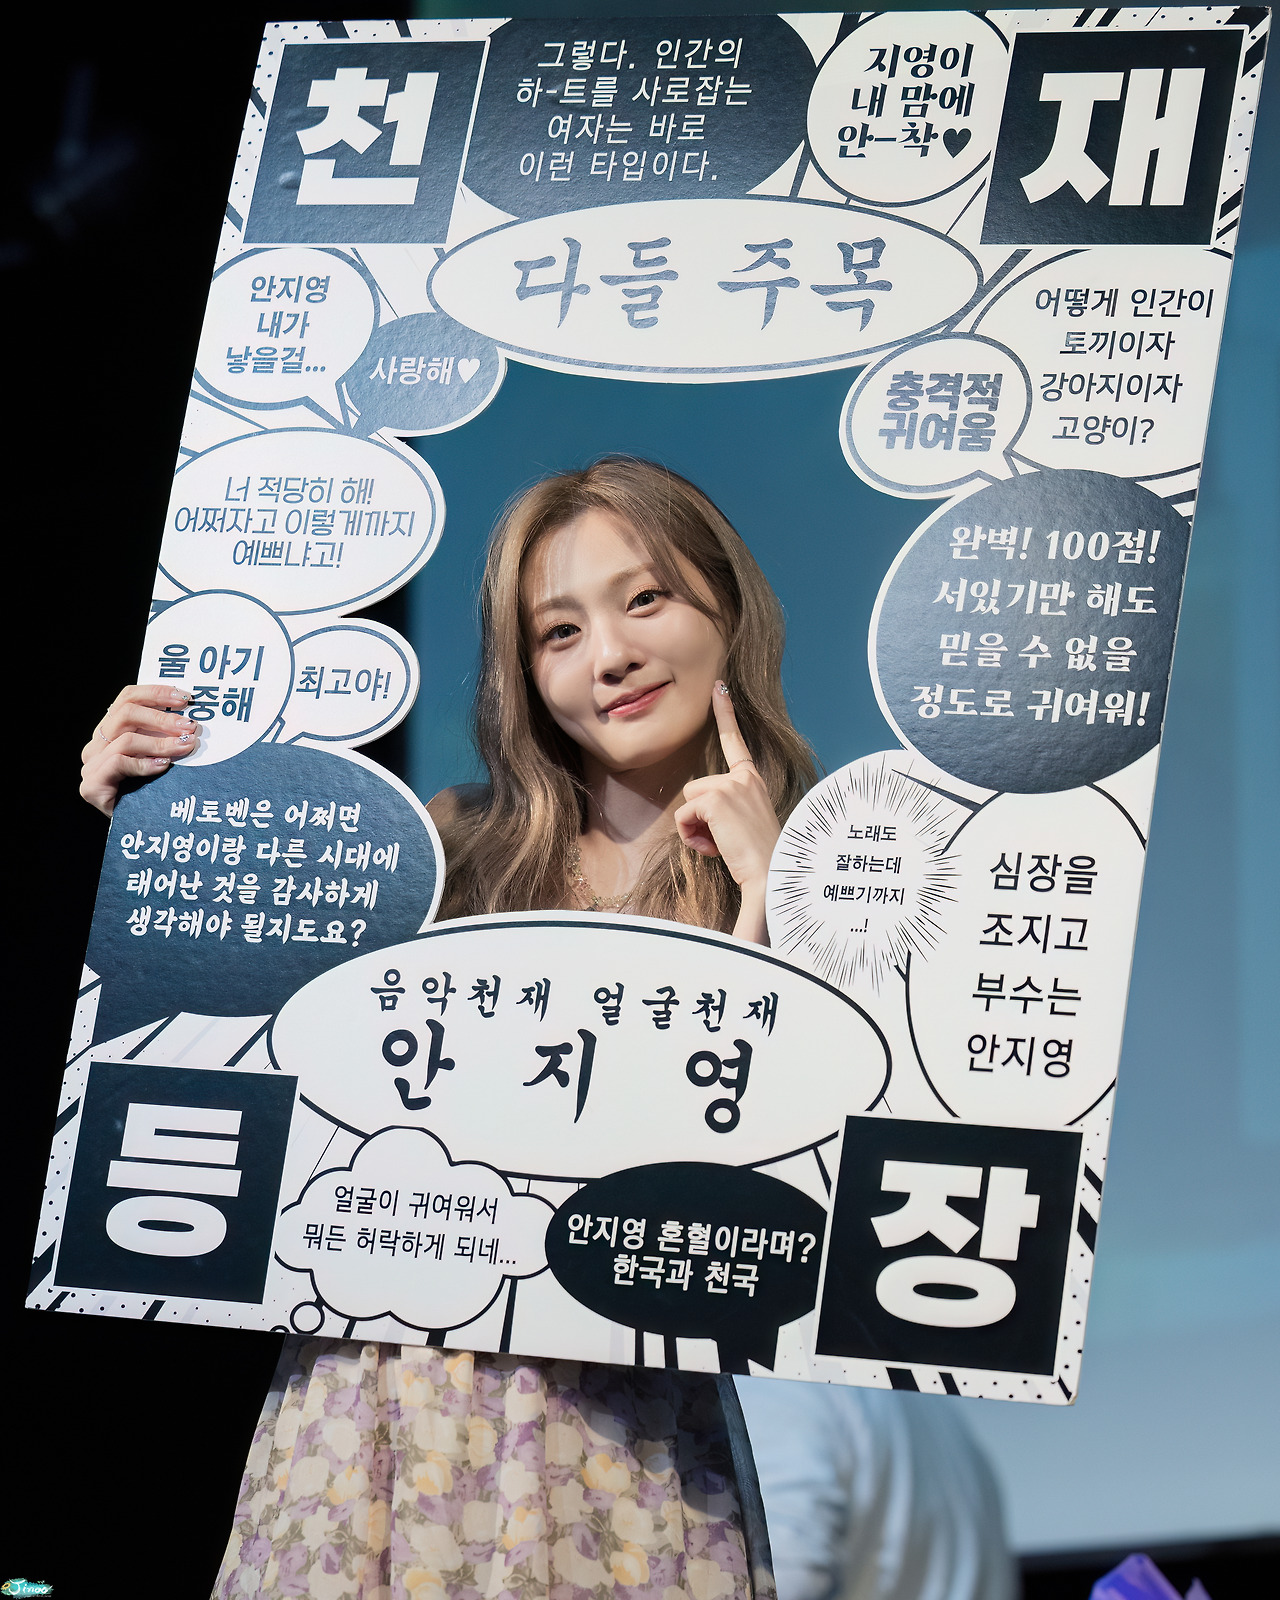 천
재
그렇다. 인간의
하-트를 사로잡는
여자는 바로
이런 타입이다.
지영이
내 맘에
안-착♥
다들 주목
안지영
내가
낳을걸...
사랑해♥
어떻게 인간이
토끼이자
강아지이자
고양이?
충격적
귀여움
너 적당히 해!
어쩌자고 이렇게까지
예쁘냐고!
완벽! 100점!
서있기만 해도
믿을 수 없을
정도로 귀여워!
울 아기
중해
최고야!
베토벤은 어쩌면
안지영이랑 다른 시대에
태어난 것을 감사하게
생각해야 될지도요?
노래도
잘하는데
예쁘기까지
...!
심장을
조지고
부수는
안지영
음악천재 얼굴천재
안지영
등
장
얼굴이 귀여워서
뭐든 허락하게 되네...
안지영 혼혈이라며?
한국과 천국